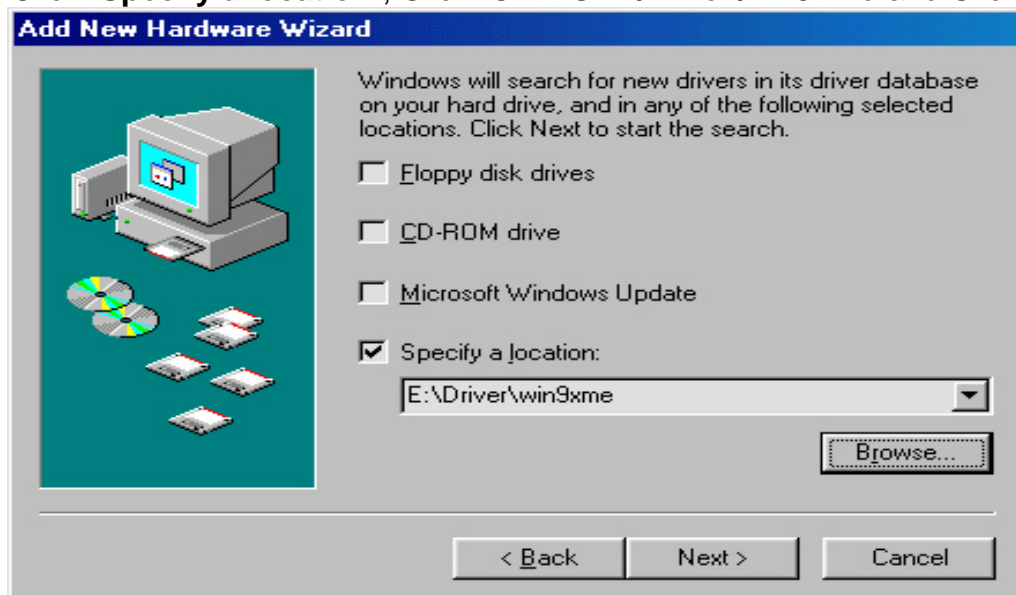 Add New Hardware Wizard
Windows will search for new drivers in its driver database
on your hard drive, and in any of the following selected
locations. Click Next to start the search.
Floppy disk drives
CD-ROM drive
Microsoft Windows Update
Specify a location:
E:\Driver\win9xme
Browse...
< Back Next > Cancel